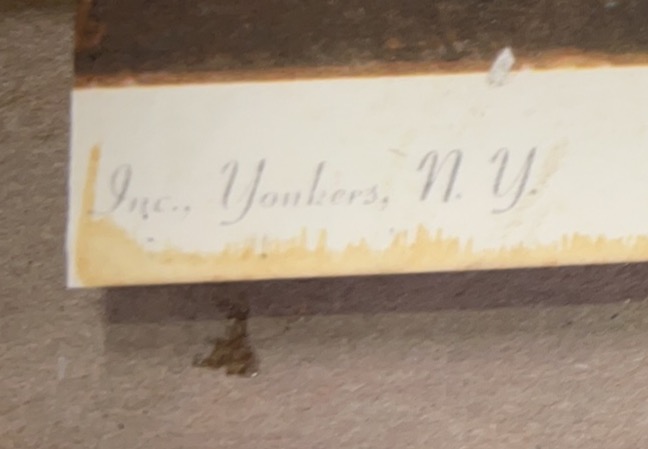 Inc., Yonkers, N. Y.